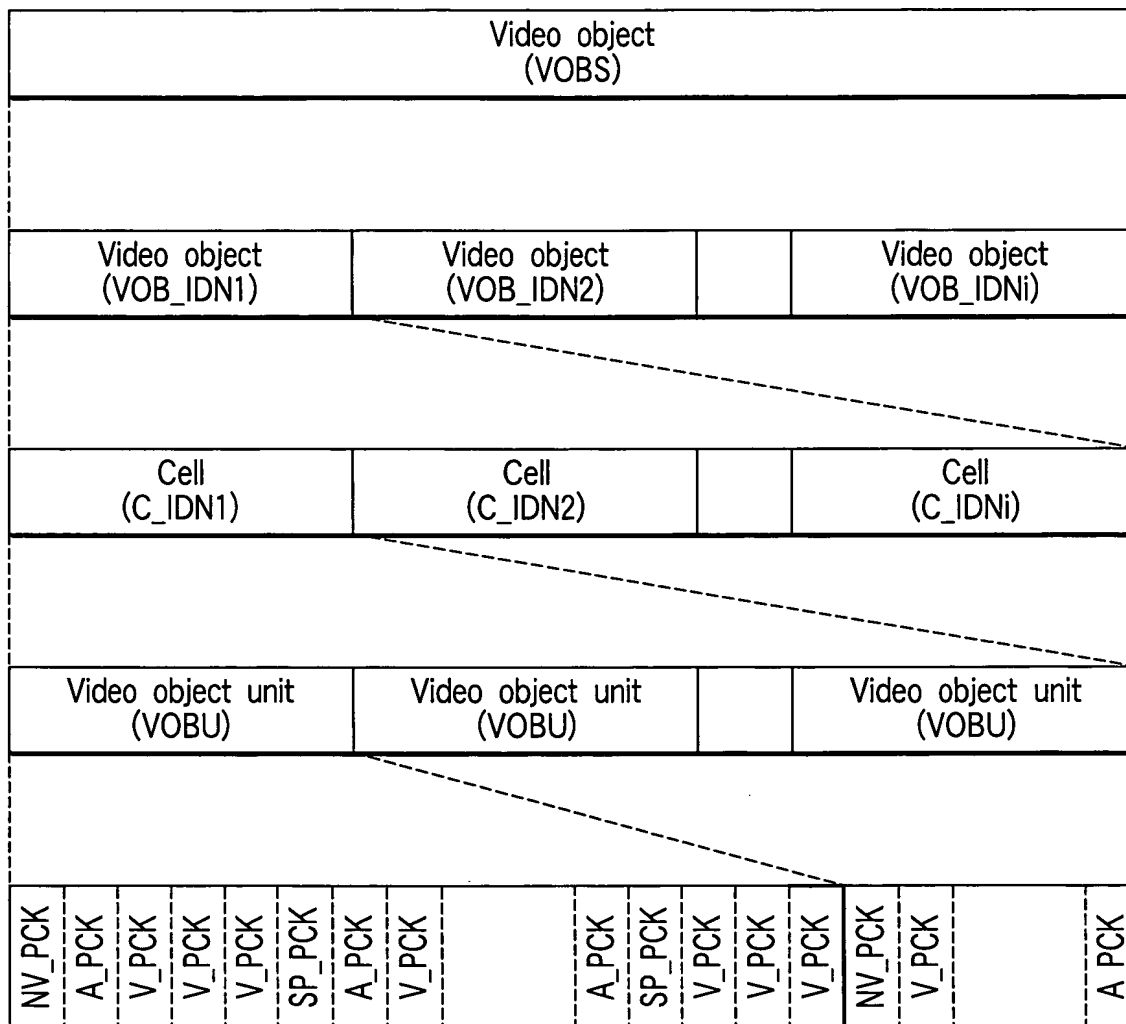 Video object
(VOBS)
Video object
(VOB_IDN1)
Video object
(VOB_IDN2)
Video object
(VOB_IDNi)
Cell
(C_IDN1)
Cell
(C_IDN2)
Cell
(C_IDNi)
Video object unit
(VOBU)
Video object unit
(VOBU)
Video object unit
(VOBU)
NV_PCK
A_PCK
V_PCK
V_PCK
V_PCK
SP_PCK
A_PCK
V_PCK
A_PCK
SP_PCK
V_PCK
V_PCK
V_PCK
NV_PCK
V_PCK
A_PCK